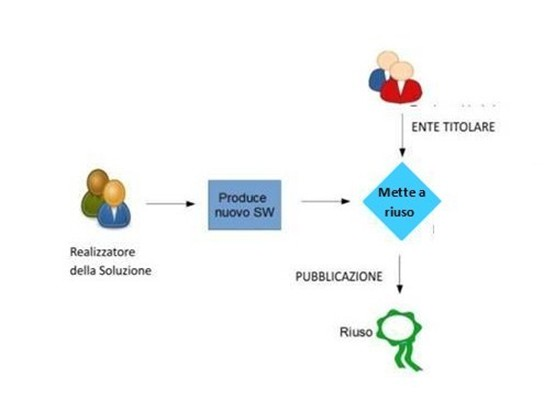 ENTE TITOLARE
Mette a
riuso
Produce
nuovo SW
Realizzatore
della Soluzione
PUBBLICAZIONE
Riuso